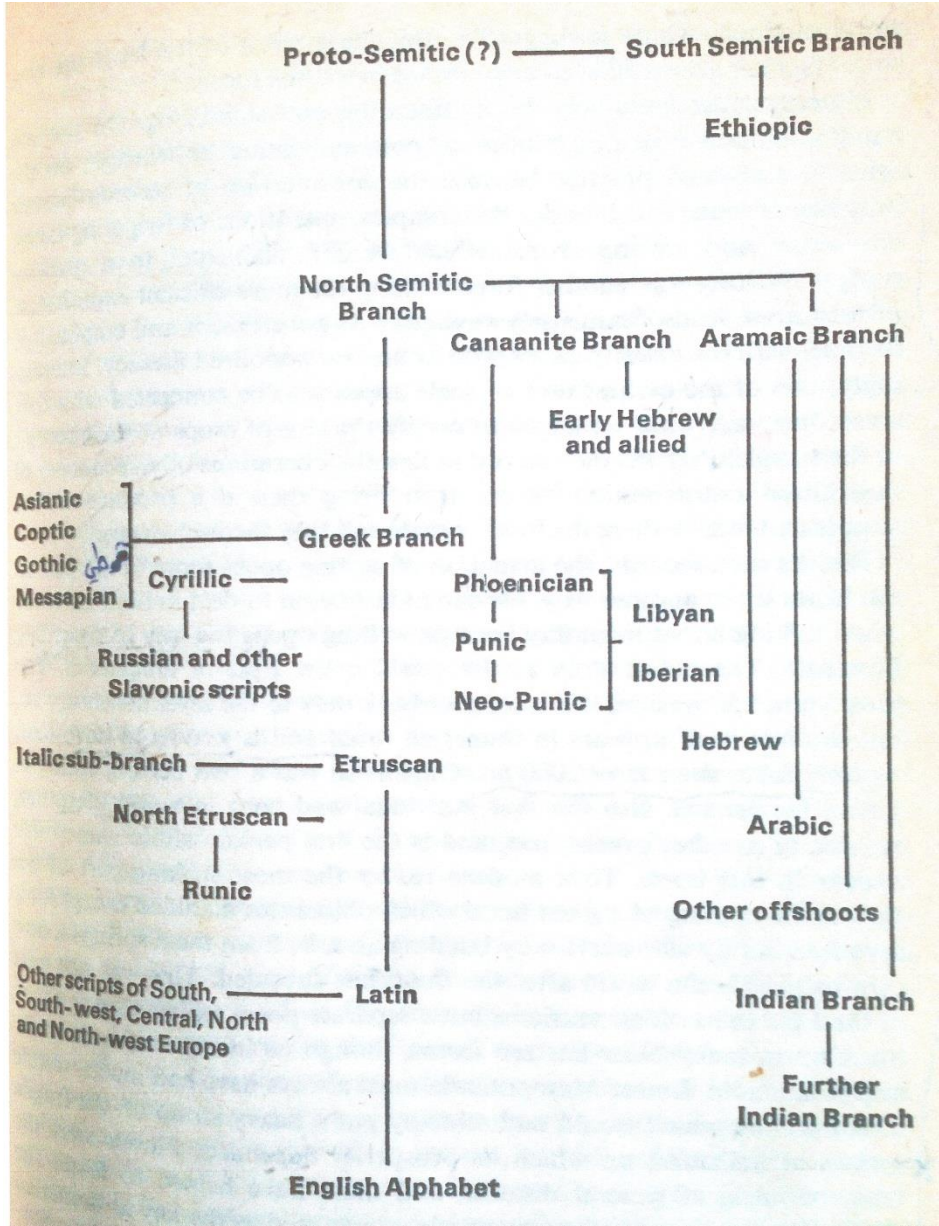 Proto-Semitic (?)
South Semitic Branch
Ethiopic
North Semitic
Branch
Canaanite Branch
Aramaic Branch
Early Hebrew
and allied
Asianic
Coptic
Gothic قوطي
Messapian
Greek Branch
Cyrillic
Russian and other
Slavonic scripts
Phoenician
Punic
Neo-Punic
Libyan
Iberian
Hebrew
Italic sub-branch
Etruscan
North Etruscan
Runic
Arabic
Other offshoots
Other scripts of South,
South-west, Central, North
and North-west Europe
Latin
Indian Branch
Further
Indian Branch
English Alphabet